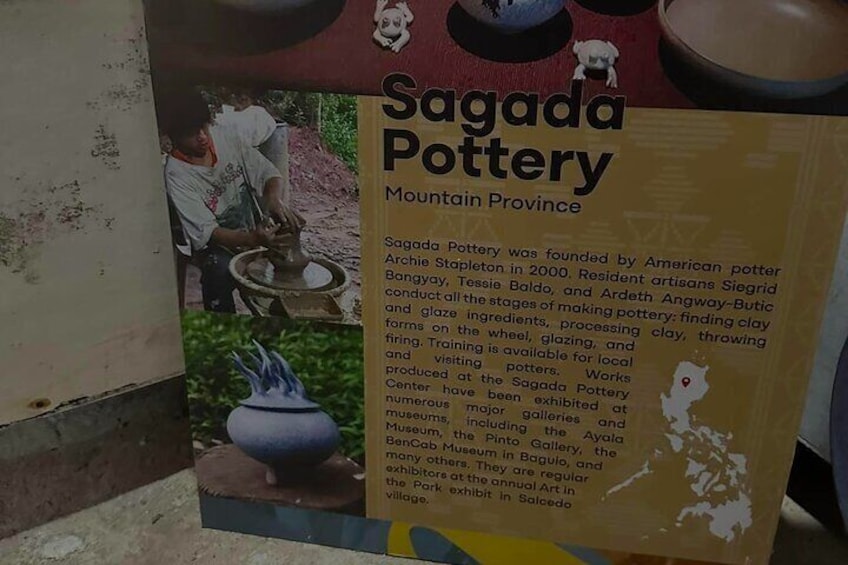 Sagada
Pottery
Mountain Province
Sagada Pottery was founded by American potter
Archie Stapleton in 2000. Resident artisans Siegrid
Bangyay, Tessie Baldo, and Ardeth Angway-Butic
conduct all the stages of making pottery: finding clay
and glaze ingredients, processing clay, throwing
forms on the wheel, glazing, and
firing. Training is available for local
and visiting potters. Works
produced at the Sagada Pottery
Center have been exhibited at
numerous major galleries and
museums, including the Ayala
Museum, the Pinto Gallery, the
BenCab Museum in Baguio, and
many others. They are regular
exhibitors at the annual Art in
the Park exhibit in Salcedo
village.